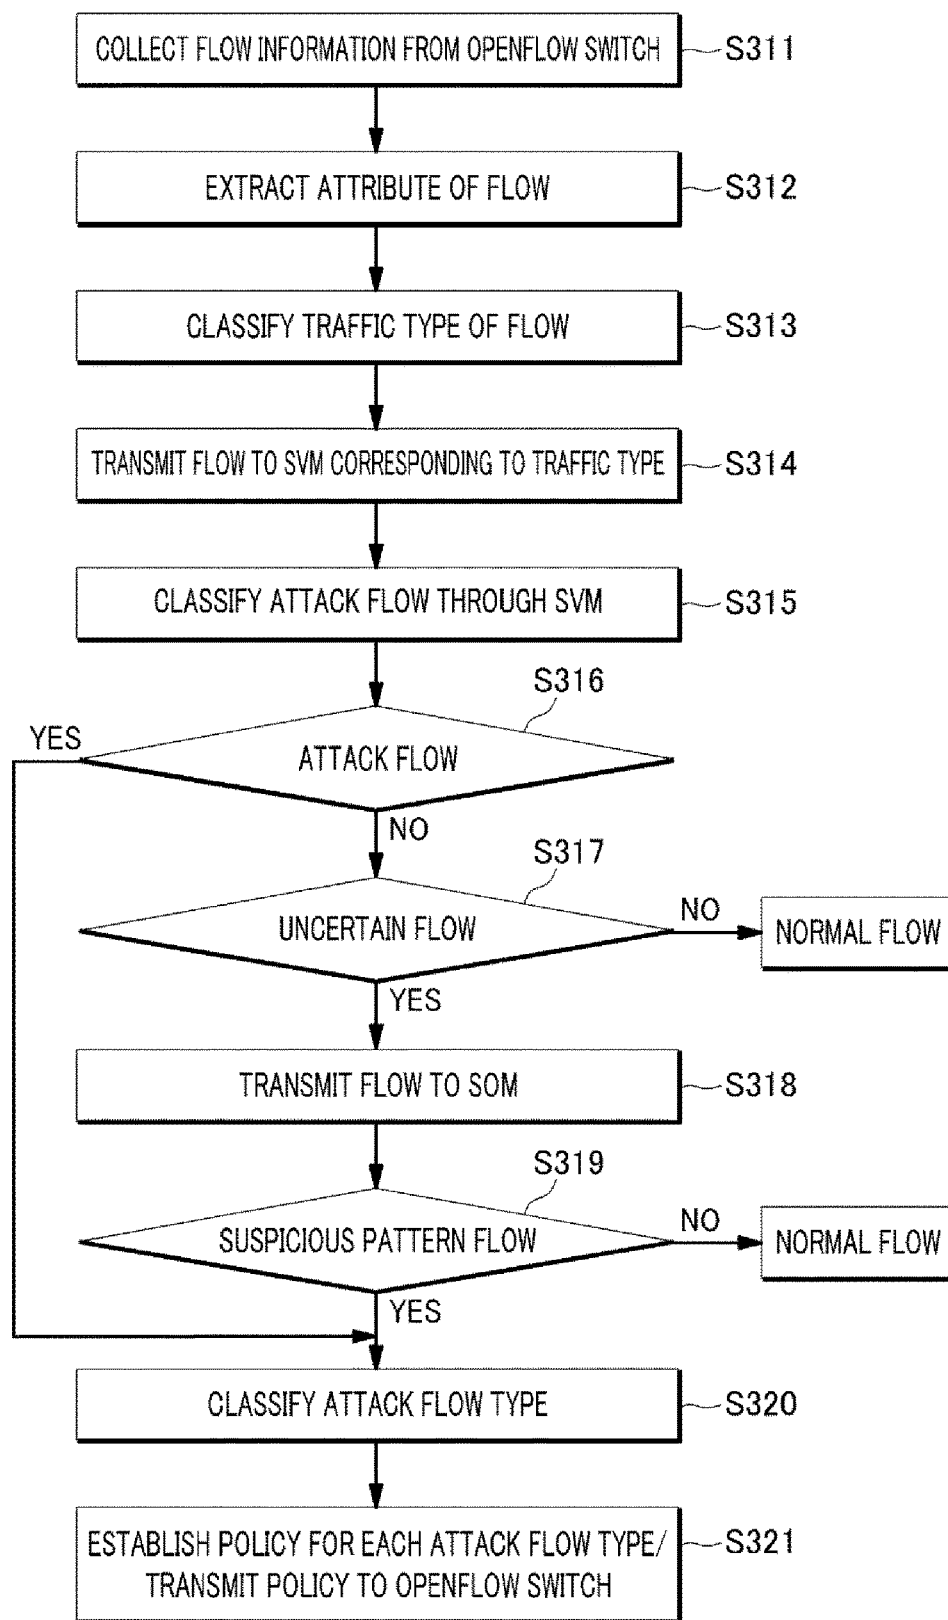 COLLECT FLOW INFORMATION FROM OPENFLOW SWITCH
S311
EXTRACT ATTRIBUTE OF FLOW
S312
CLASSIFY TRAFFIC TYPE OF FLOW
S313
TRANSMIT FLOW TO SVM CORRESPONDING TO TRAFFIC TYPE
S314
CLASSIFY ATTACK FLOW THROUGH SVM
S315
S316
YES
ATTACK FLOW
NO
S317
UNCERTAIN FLOW
NO
NORMAL FLOW
YES
TRANSMIT FLOW TO SOM
S318
S319
SUSPICIOUS PATTERN FLOW
NO
NORMAL FLOW
YES
CLASSIFY ATTACK FLOW TYPE
S320
ESTABLISH POLICY FOR EACH ATTACK FLOW TYPE/
TRANSMIT POLICY TO OPENFLOW SWITCH
S321